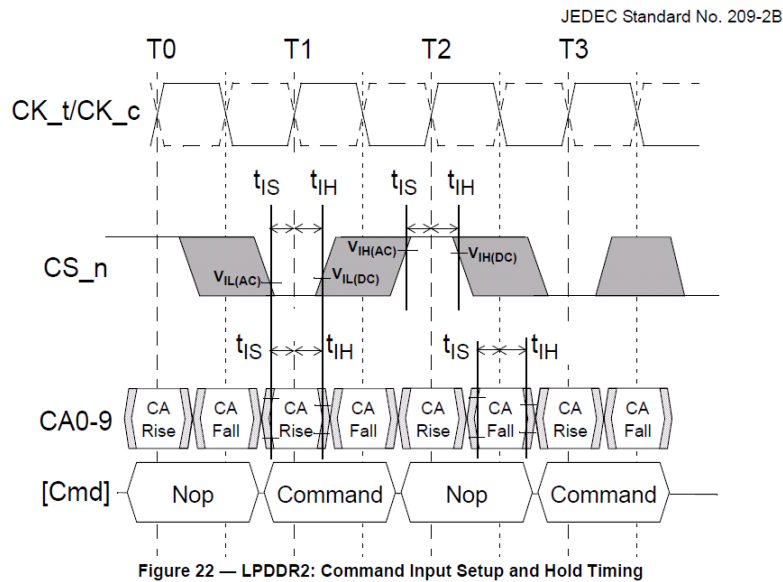 JEDEC Standard No. 209-2B
T0 T1 T2 T3
CK_t/CK_c
tIS tIH tIS tIH
VIH(AC) VIH(DC)
CS_n
VIL(AC) VIL(DC)
tIS tIH tIS tIH
CA0-9
CA Rise CA Fall CA Rise CA Fall CA Rise CA Fall CA Rise CA Fall
[Cmd] Nop Command Nop Command
Figure 22 — LPDDR2: Command Input Setup and Hold Timing